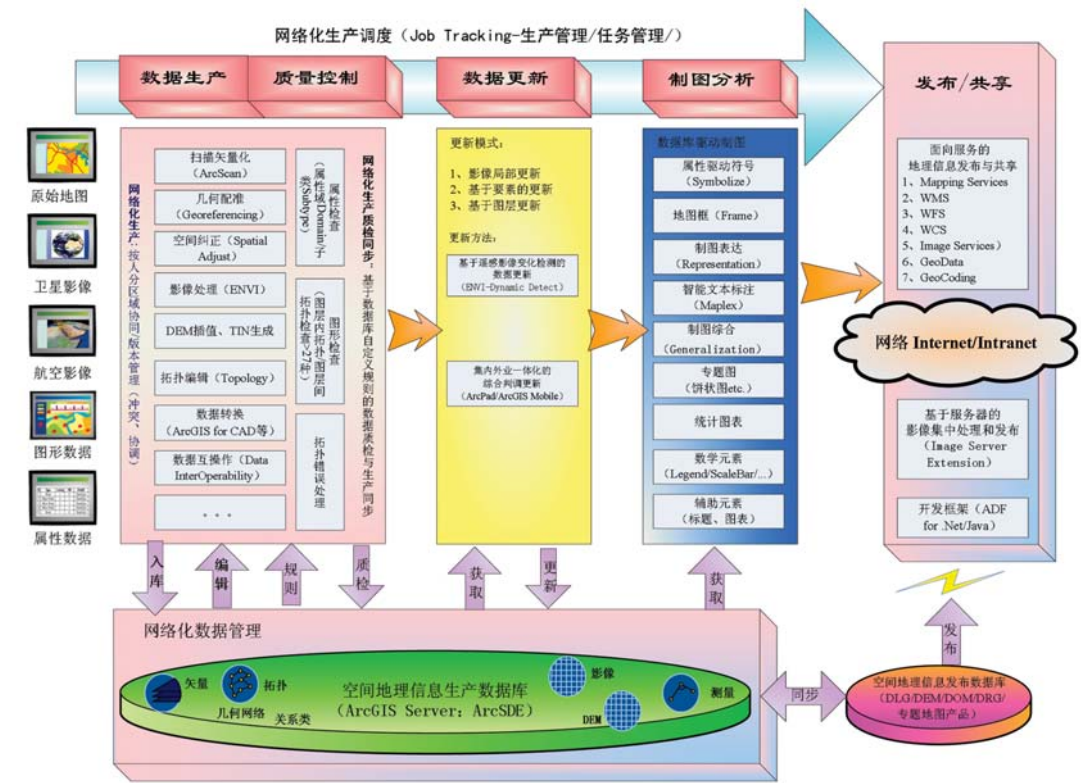 网络化生产调度（Job Tracking-生产管理/任务管理/）
数据生产
质量控制
数据更新
制图分析
发布/共享
原始地图
卫星影像
航空影像
图形数据
属性数据
网络化生产：按人分区域协同/版本管理（冲突、协调）
扫描矢量化
（ArcScan）
几何配准
（Georeferencing）
空间纠正（Spatial
Adjust）
影像处理（ENVI）
DEM插值、TIN生成
拓扑编辑（Topology）
数据转换
（ArcGIS for CAD等）
数据互操作（Data
InterOperability）
...
属性检查
（属性域Domain/子
类Subtype）
图形检查
（图层内拓扑/图层间
拓扑检查>27种）
拓扑错误处理
网络化生产质检同步：基于数据库自定义规则的数据质检与生产同步
更新模式：
1、影像局部更新
2、基于要素的更新
3、基于图层更新
更新方法：
基于遥感影像变化检测的
数据更新
（ENVI-Dynamic Detect）
集内外业一体化的
综合判调更新
（ArcPad/ArcGIS Mobile）
数据库驱动制图
属性驱动符号
（Symbolize）
地图框（Frame）
制图表达
（Representation）
智能文本标注
（Maplex）
制图综合
（Generalization）
专题图
（饼状图etc.）
统计图表
数学元素
（Legend/ScaleBar/...）
辅助元素
（标题、图表）
面向服务的
地理信息发布与共享
1、Mapping Services
2、WMS
3、WFS
4、WCS
5、Image Services）
6、GeoData
7、GeoCoding
网络 Internet/Intranet
基于服务器的
影像集中处理和发布
（Image Server
Extension）
开发框架（ADF
for .Net/Java）
入库
编辑
规则
质检
获取
更新
获取
发布
网络化数据管理
矢量
拓扑
几何网络
关系类
空间地理信息生产数据库
（ArcGIS Server：ArcSDE）
影像
DEM
测量
同步
空间地理信息发布数据库
（DLG/DEM/DOM/DRG/
专题地图产品）